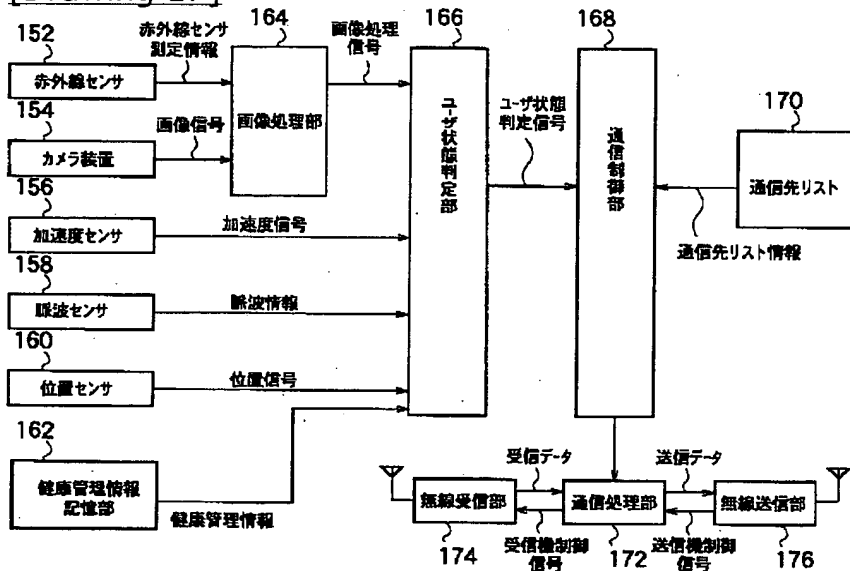 152
赤外線センサ
赤外線センサ
測定情報
164
画像処理部
画像処理
信号
166
ユーザ状態判定部
ユーザ状態
判定信号
168
通信制御部
170
通信先リスト
通信先リスト情報
154
カメラ装置
画像信号
156
加速度センサ
加速度信号
158
脈波センサ
脈波情報
160
位置センサ
位置信号
162
健康管理情報
記憶部
健康管理情報
無線受信部
174
受信データ
受信機制御
信号
通信処理部
172
送信データ
送信機制御
信号
無線送信部
176